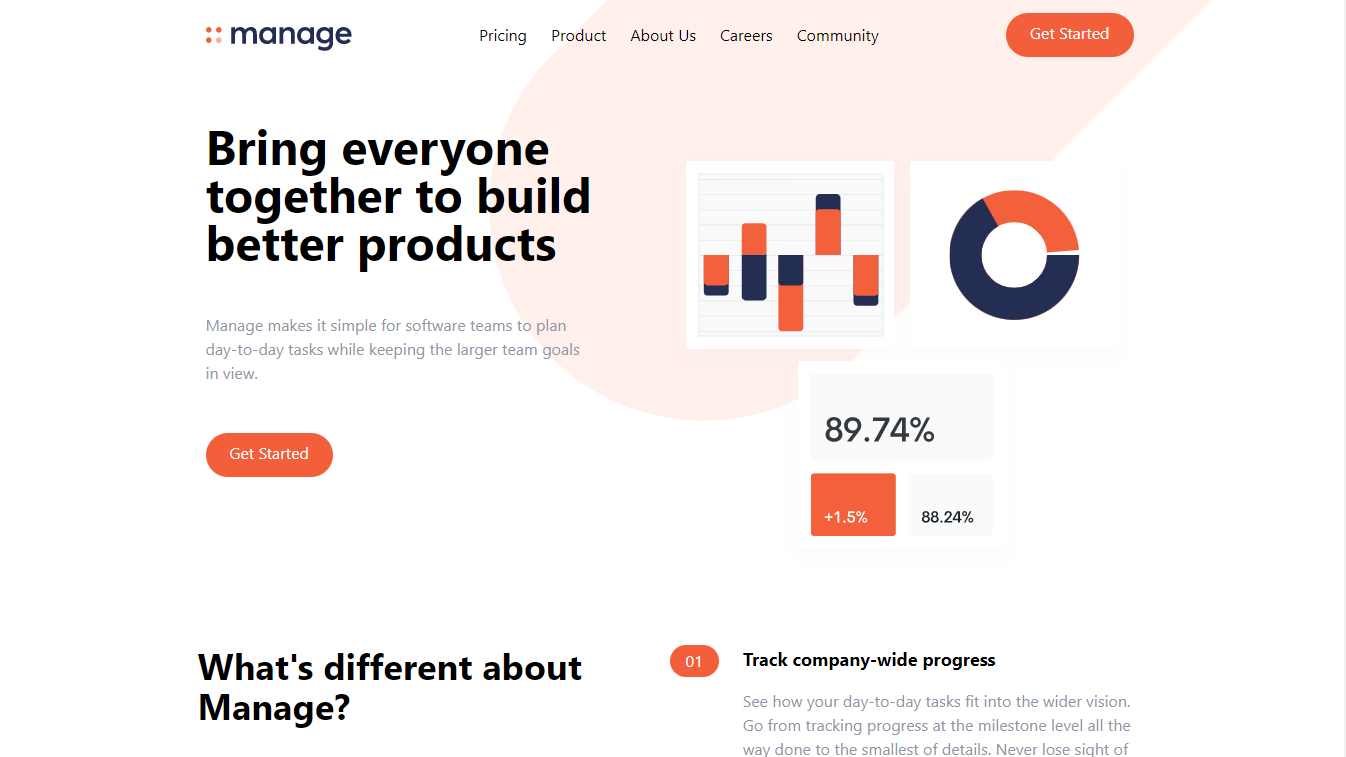 manage
Pricing Product About Us Careers Community
Get Started
Bring everyone
together to build
better products
Manage makes it simple for software teams to plan
day-to-day tasks while keeping the larger team goals
in view.
Get Started
89.74%
+1.5%
88.24%
What's different about
Manage?
01
Track company-wide progress
See how your day-to-day tasks fit into the wider vision.
Go from tracking progress at the milestone level all the
way done to the smallest of details. Never lose sight of